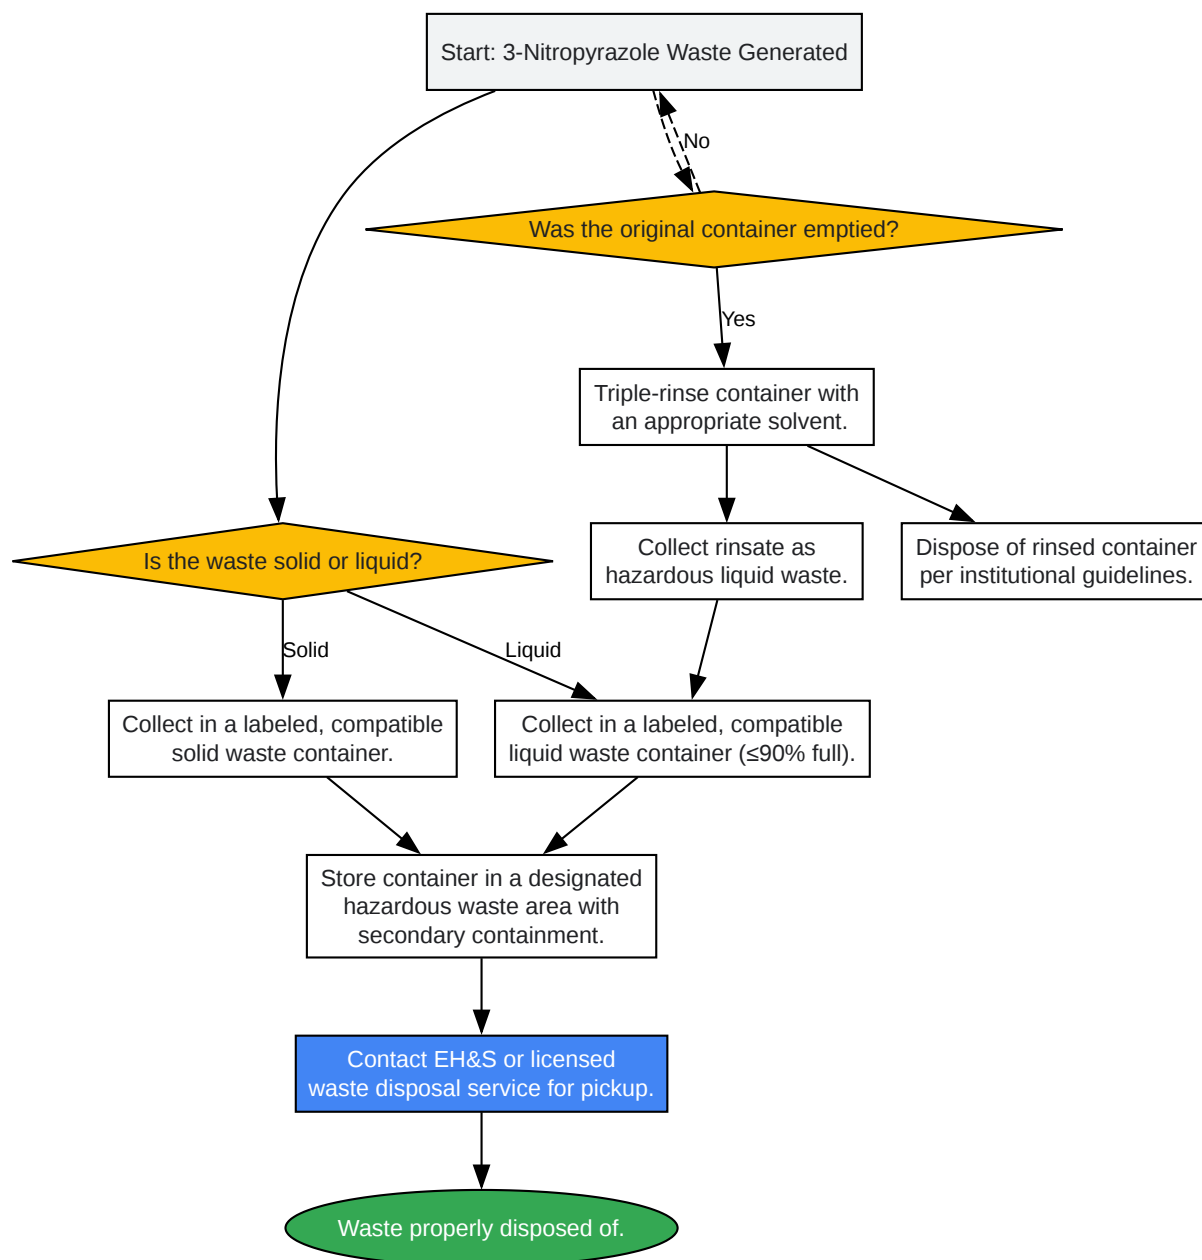 Start: 3-Nitropyrazole Waste Generated
No
Was the original container emptied?
Yes
Triple-rinse container with
an appropriate solvent.
Collect rinsate as
hazardous liquid waste.
Dispose of rinsed container
per institutional guidelines.
Is the waste solid or liquid?
Solid
Liquid
Collect in a labeled, compatible
solid waste container.
Collect in a labeled, compatible
liquid waste container (≤90% full).
Store container in a designated
hazardous waste area with
secondary containment.
Contact EH&S or licensed
waste disposal service for pickup.
Waste properly disposed of.